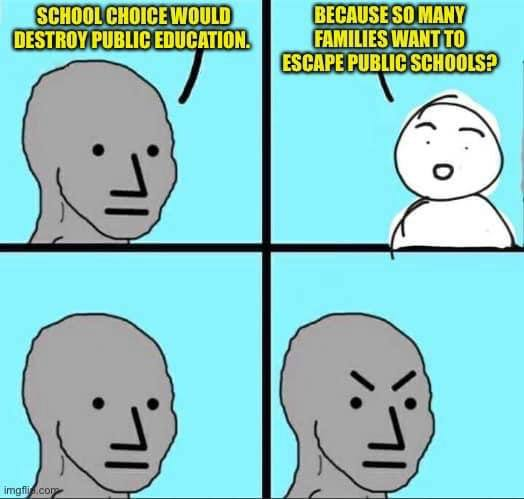 SCHOOL CHOICE WOULD
DESTROY PUBLIC EDUCATION.
BECAUSE SO MANY
FAMILIES WANT TO
ESCAPE PUBLIC SCHOOLS?
imgflip.com